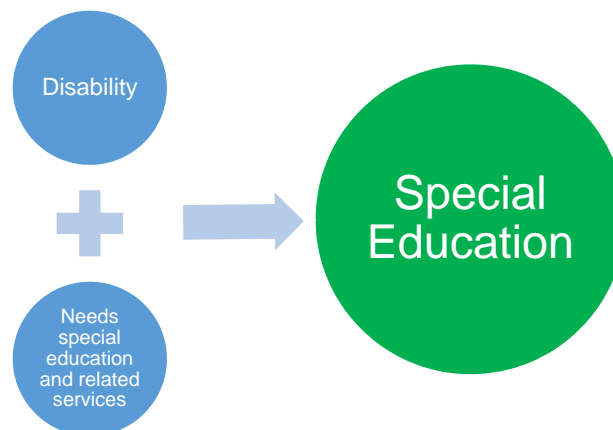 Disability
Needs
special
education
and related
services
Special
Education